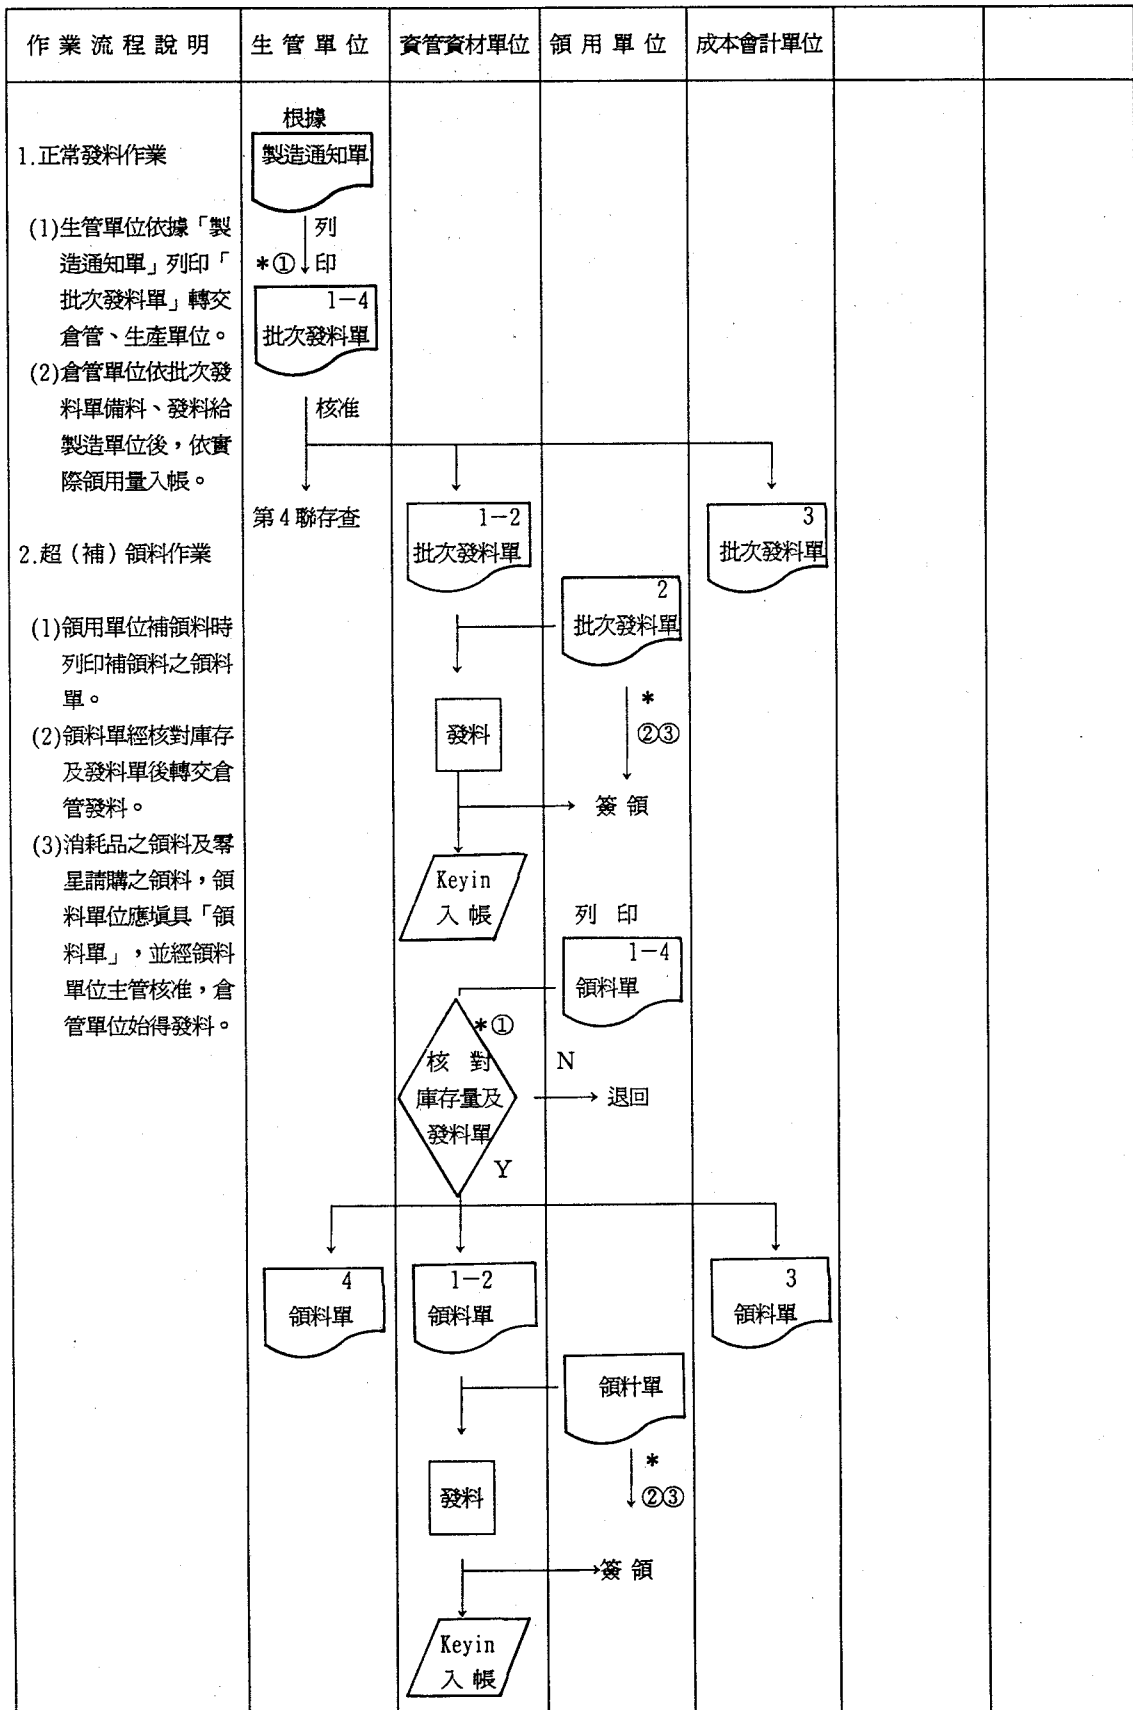 作業流程說明
生管單位
資管資材單位
領用單位
成本會計單位
1.正常發料作業
(1)生管單位依據「製
造通知單」列印「
批次發料單」轉交
倉管、生產單位。
(2)倉管單位依批次發
料單備料、發料給
製造單位後，依實
際領用量入帳。
2.超（補）領料作業
(1)領用單位補領料時
列印補領料之領料
單。
(2)領料單經核對庫存
及發料單後轉交倉
管發料。
(3)消耗品之領料及零
星請購之領料，領
料單位應填具「領
料單」，並經領料
單位主管核准，倉
管單位始得發料。
根據
製造通知單
列
*① 印
1-4
批次發料單
核准
第4聯存查
1-2
批次發料單
3
批次發料單
2
批次發料單
發料
*
②③
簽領
Keyin
入帳
列印
1-4
領料單
*①
核對
庫存量及
發料單
N
退回
Y
4
領料單
1-2
領料單
3
領料單
領料單
發料
*
②③
簽領
Keyin
入帳